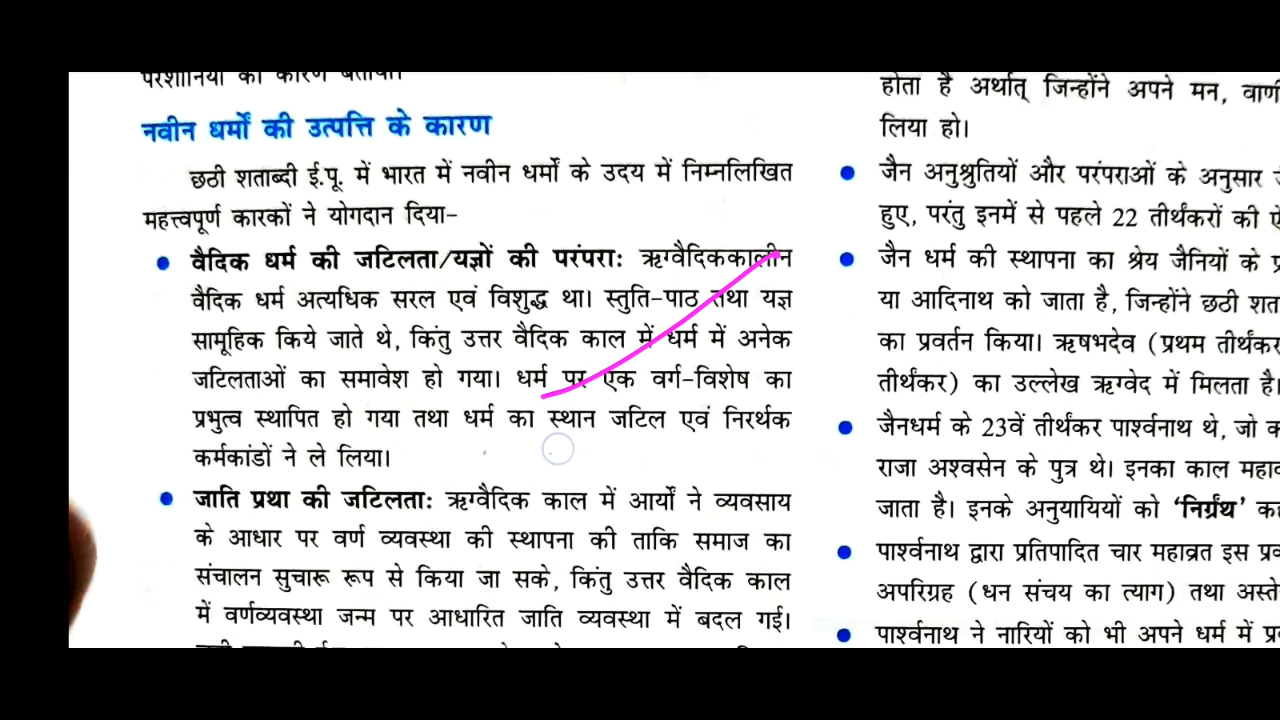 परेशानियों का कारण बताया।
नवीन धर्मों की उत्पत्ति के कारण
छठी शताब्दी ई.पू. में भारत में नवीन धर्मों के उदय में निम्नलिखित
महत्त्वपूर्ण कारकों ने योगदान दिया-
वैदिक धर्म की जटिलता/यज्ञों की परंपरा: ऋग्वैदिककालीन
वैदिक धर्म अत्यधिक सरल एवं विशुद्ध था। स्तुति-पाठ तथा यज्ञ
सामूहिक किये जाते थे, किंतु उत्तर वैदिक काल में धर्म में अनेक
जटिलताओं का समावेश हो गया। धर्म पर एक वर्ग-विशेष का
प्रभुत्व स्थापित हो गया तथा धर्म का स्थान जटिल एवं निरर्थक
कर्मकांडों ने ले लिया।
जाति प्रथा की जटिलता: ऋग्वैदिक काल में आर्यों ने व्यवसाय
के आधार पर वर्ण व्यवस्था की स्थापना की ताकि समाज का
संचालन सुचारू रूप से किया जा सके, किंतु उत्तर वैदिक काल
में वर्णव्यवस्था जन्म पर आधारित जाति व्यवस्था में बदल गई।
होता है अर्थात् जिन्होंने अपने मन, वाणी
लिया हो।
जैन अनुश्रुतियों और परंपराओं के अनुसार
हुए, परंतु इनमें से पहले 22 तीर्थंकरों की
जैन धर्म की स्थापना का श्रेय जैनियों के
या आदिनाथ को जाता है, जिन्होंने छठी
का प्रवर्तन किया। ऋषभदेव (प्रथम तीर्थंकर
तीर्थंकर) का उल्लेख ऋग्वेद में मिलता है।
जैनधर्म के 23वें तीर्थंकर पार्श्वनाथ थे, जो
राजा अश्वसेन के पुत्र थे। इनका काल
जाता है। इनके अनुयायियों को 'निर्ग्रंथ'
पार्श्वनाथ द्वारा प्रतिपादित चार महाव्रत इस
अपरिग्रह (धन संचय का त्याग) तथा
पार्श्वनाथ ने नारियों को भी अपने धर्म में